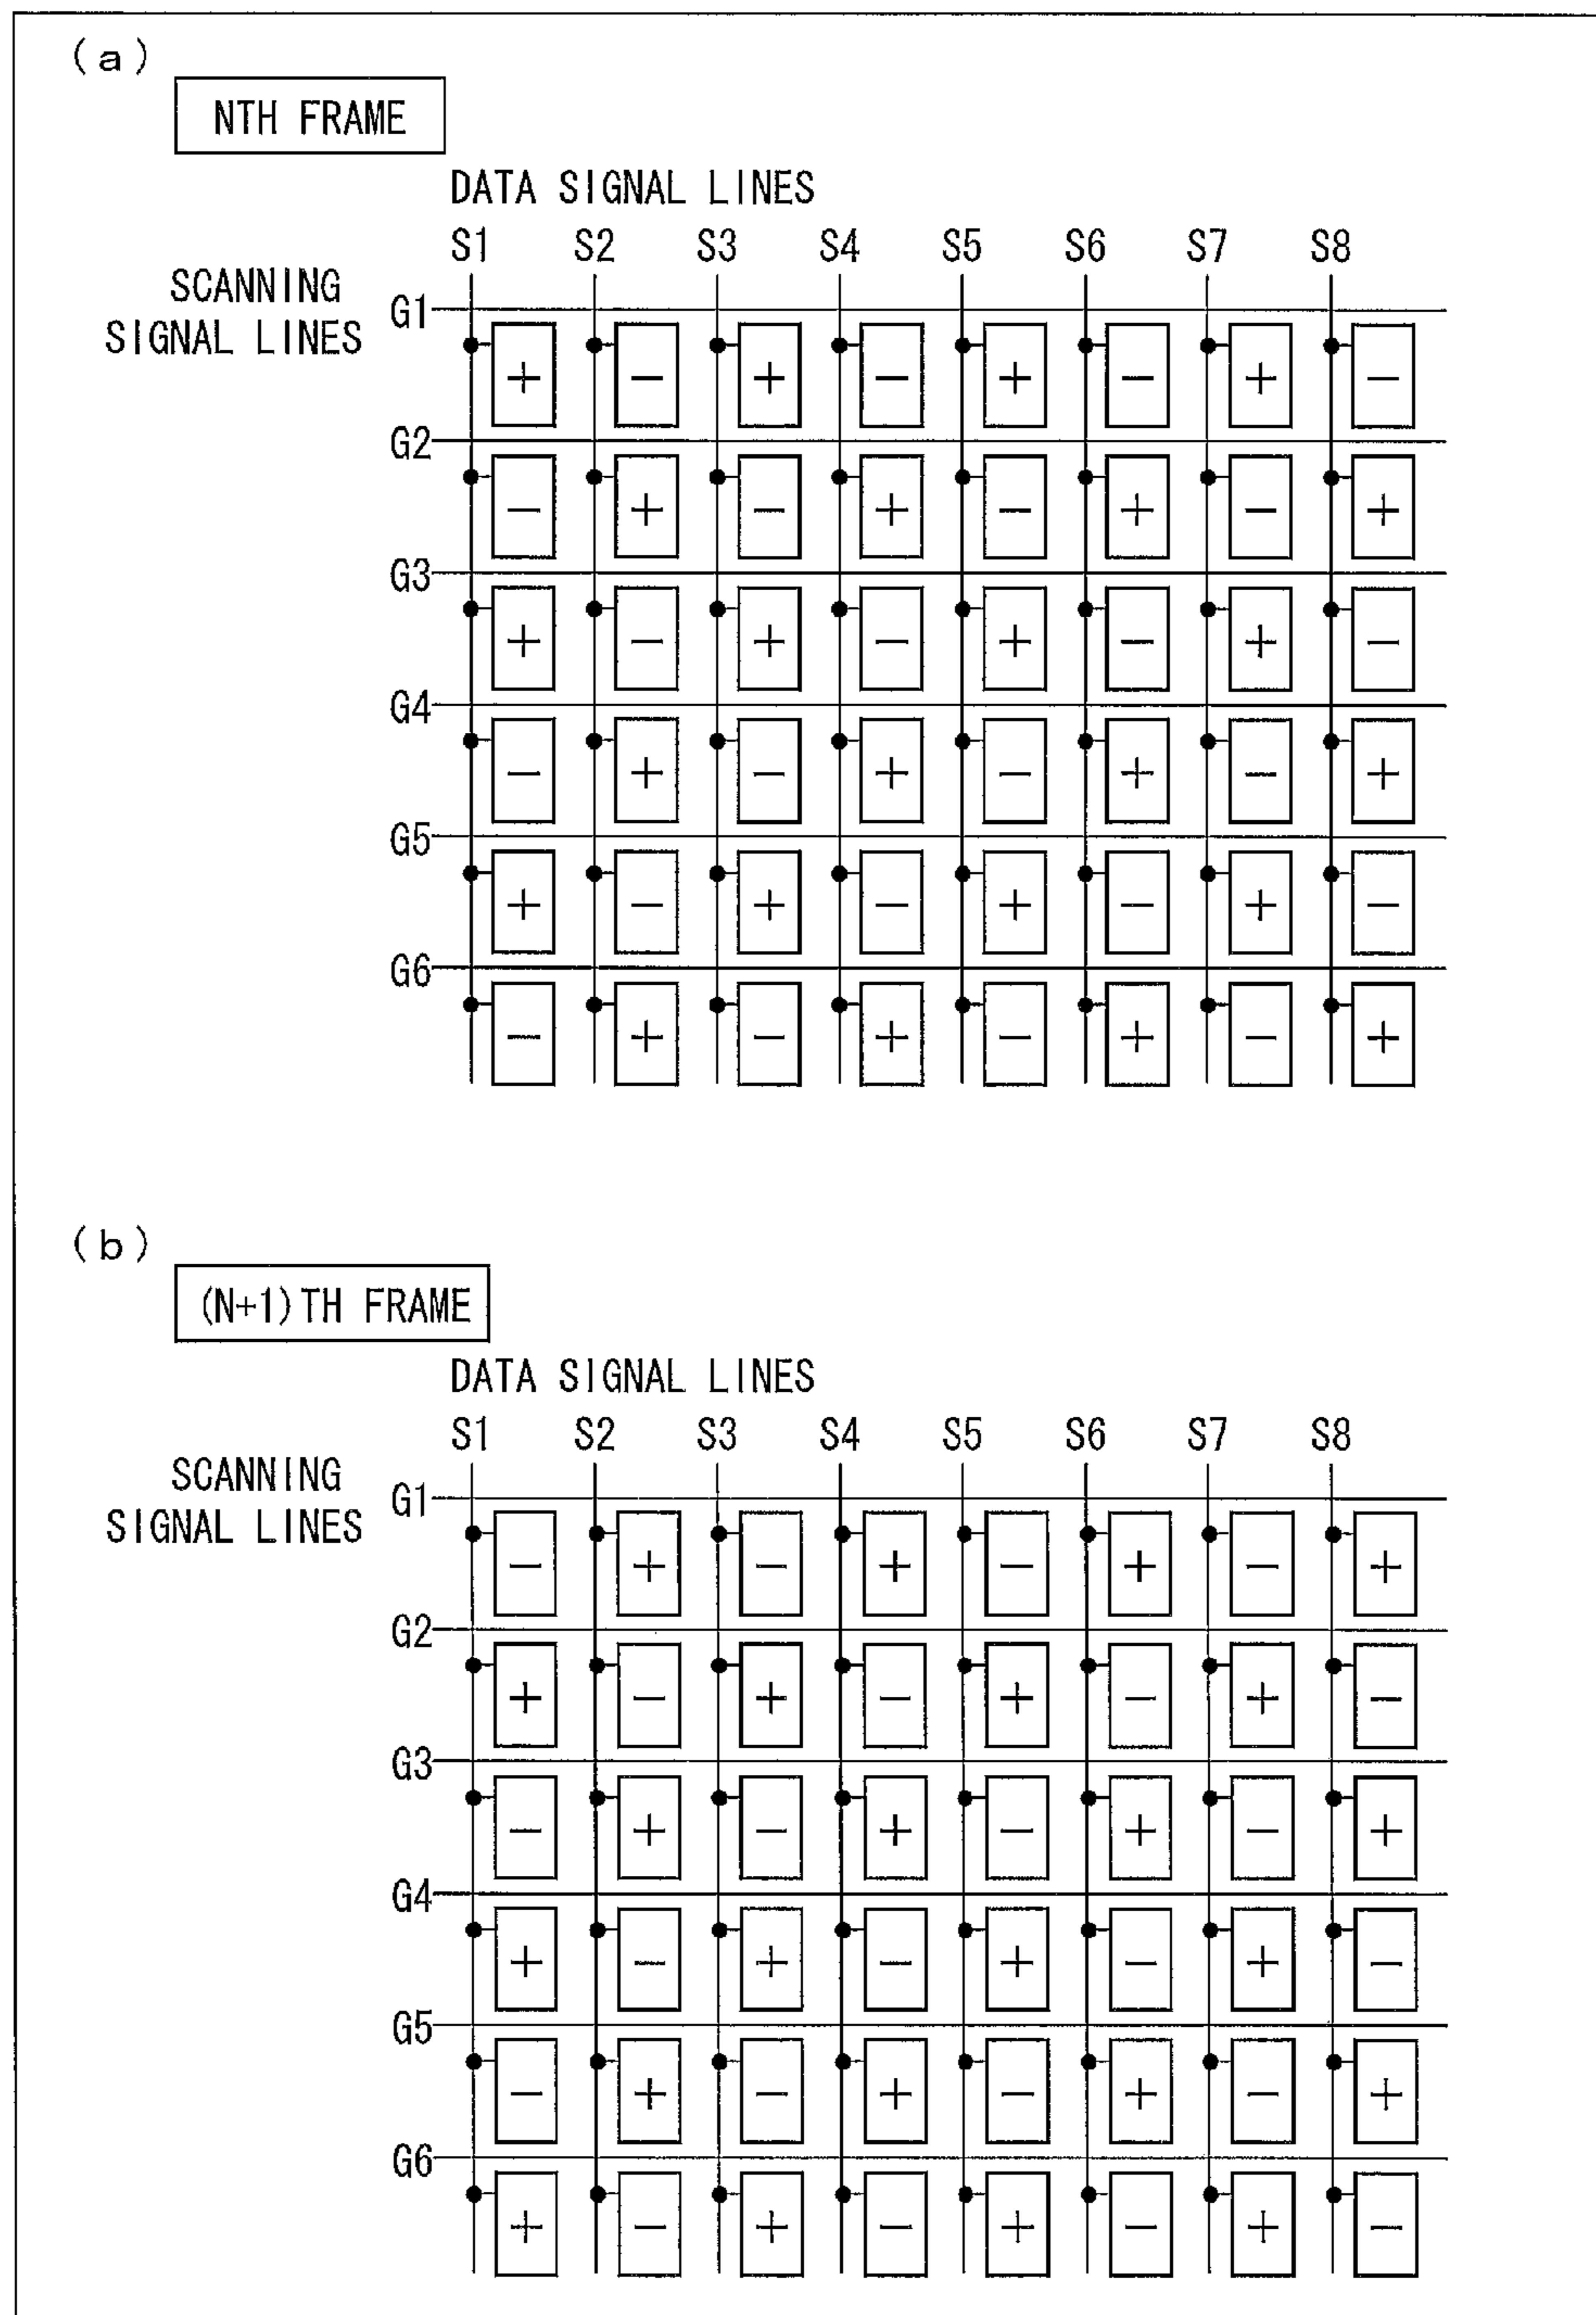 (a)
NTH FRAME
DATA SIGNAL LINES
S1 S2 S3 S4 S5 S6 S7 S8
SCANNING
SIGNAL LINES
G1
+ − + − + − + −
G2
− + − + − + − +
G3
+ − + − + − + −
G4
− + − + − + − +
G5
+ − + − + − + −
G6
− + − + − + − +
(b)
(N+1)TH FRAME
DATA SIGNAL LINES
S1 S2 S3 S4 S5 S6 S7 S8
SCANNING
SIGNAL LINES
G1
− + − + − + − +
G2
+ − + − + − + −
G3
− + − + − + − +
G4
+ − + − + − + −
G5
− + − + − + − +
G6
+ − + − + − + −